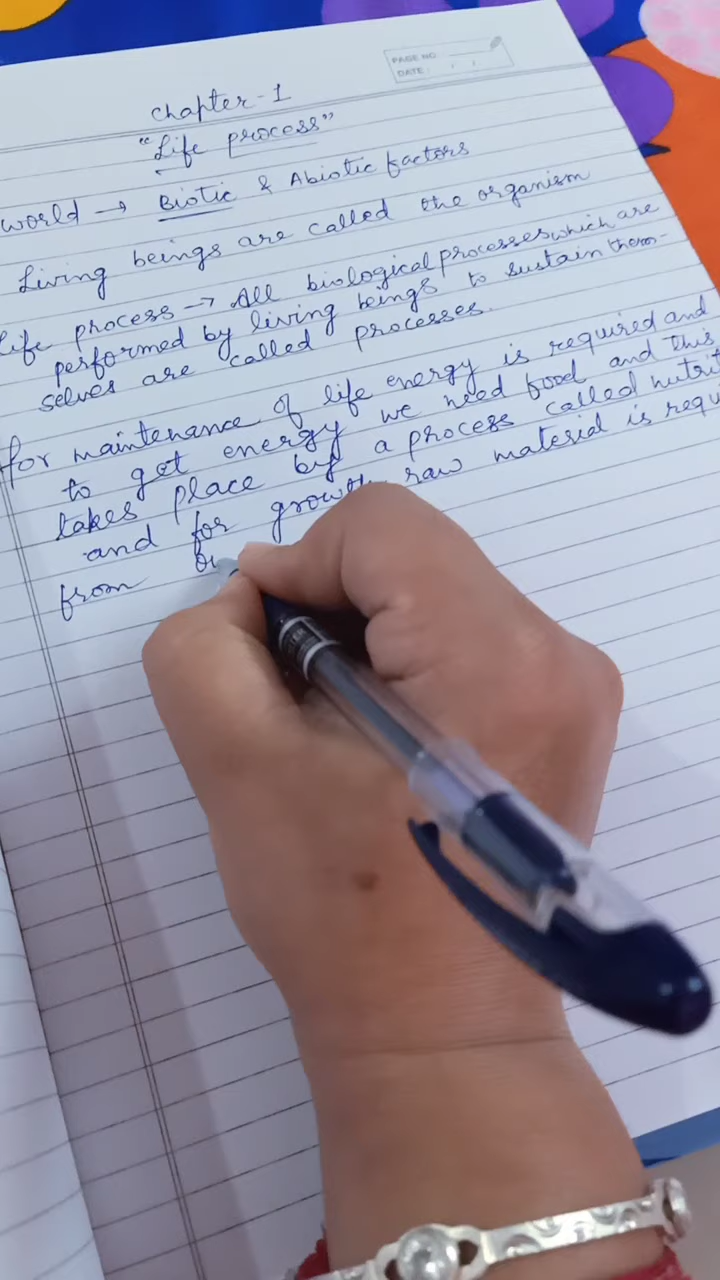 PAGE NO.
DATE :
Chapter-1
"Life process"
world → Biotic & Abiotic factors
Living beings are called the organism
Life process → All biological processes which are
performed by living beings to sustain them-
selves are called processes.
for maintenance of life energy is required and
to get energy we need food and this
takes place by a process called nutrit
and for growth raw material is requ
from